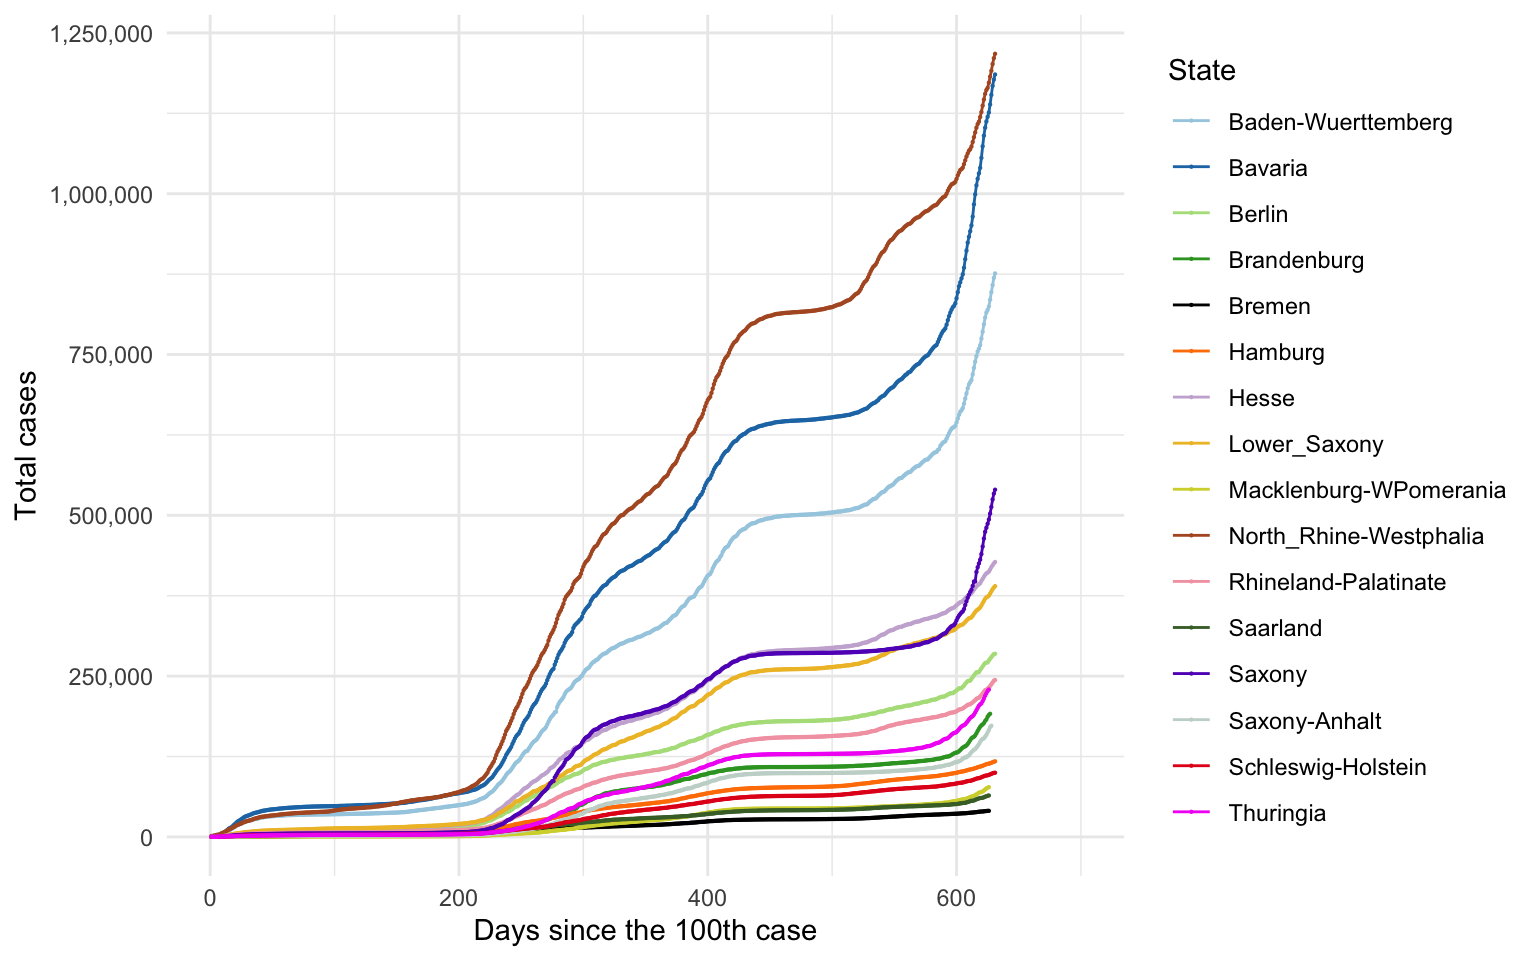 1,250,000
1,000,000
750,000
500,000
250,000
0
Total cases
0 200 400 600
Days since the 100th case
State
Baden-Wuerttemberg
Bavaria
Berlin
Brandenburg
Bremen
Hamburg
Hesse
Lower_Saxony
Macklenburg-WPomerania
North_Rhine-Westphalia
Rhineland-Palatinate
Saarland
Saxony
Saxony-Anhalt
Schleswig-Holstein
Thuringia